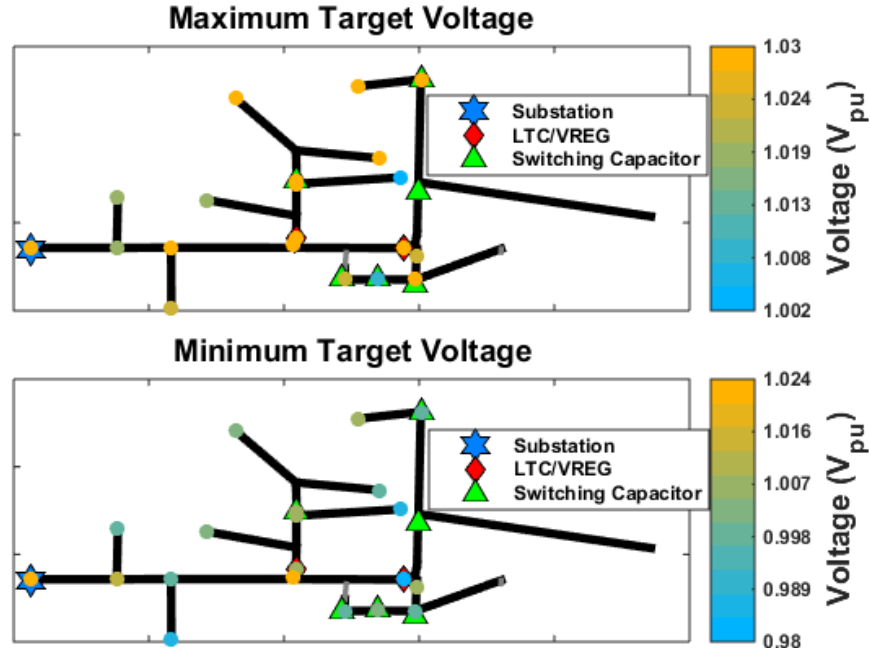 Maximum Target Voltage
Substation
LTC/VREG
Switching Capacitor
1.03
1.024
1.019
1.013
1.008
1.002
Voltage (Vpu)
Minimum Target Voltage
Substation
LTC/VREG
Switching Capacitor
1.024
1.016
1.007
0.998
0.989
0.98
Voltage (Vpu)